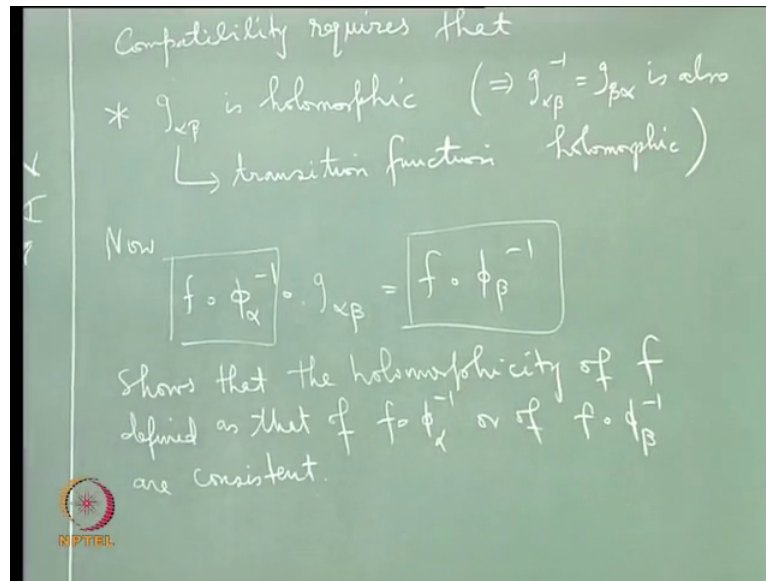 Compatibility requires that
* g_αβ is holomorphic (⇒ g_αβ^-1 = g_βα is also
↳ transition function holomorphic)
Now
f∘φ_α^-1 ∘ g_αβ = f∘φ_β^-1
shows that the holomorphicity of f
defined as that of f∘φ_α^-1 or of f∘φ_β^-1
are consistent.
NPTEL